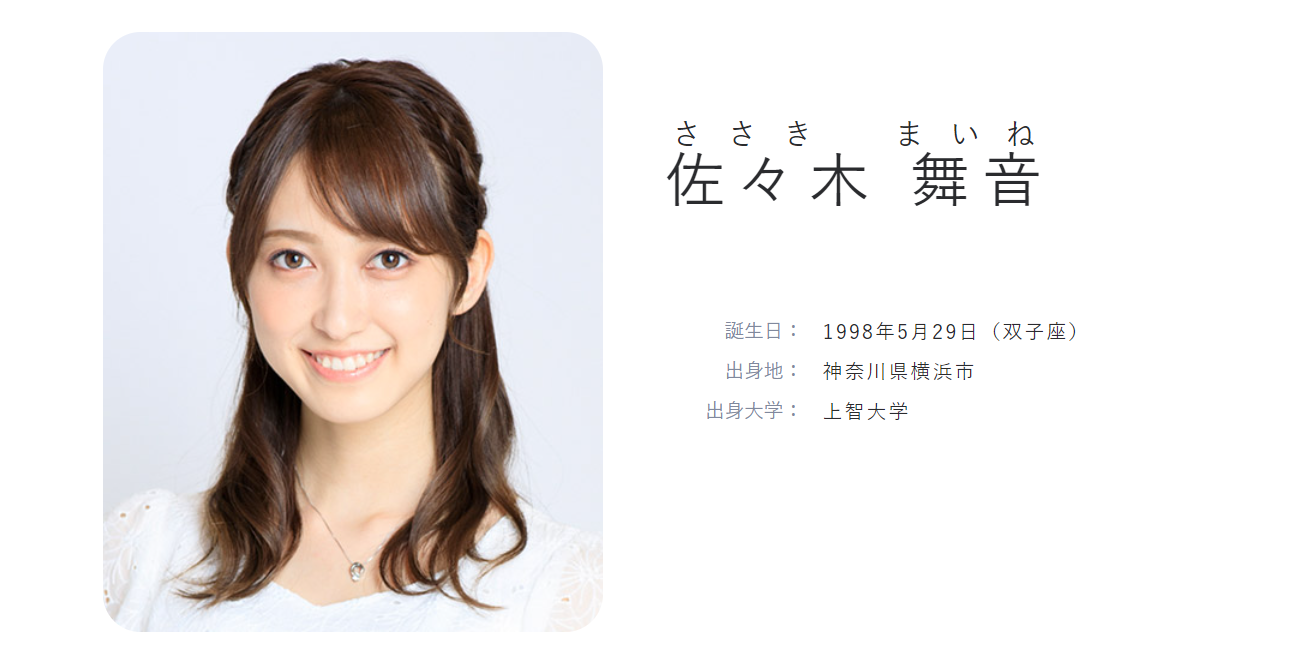 ささき まいね
佐々木 舞音
誕生日： 1998年5月29日（双子座）
出身地： 神奈川県横浜市
出身大学： 上智大学